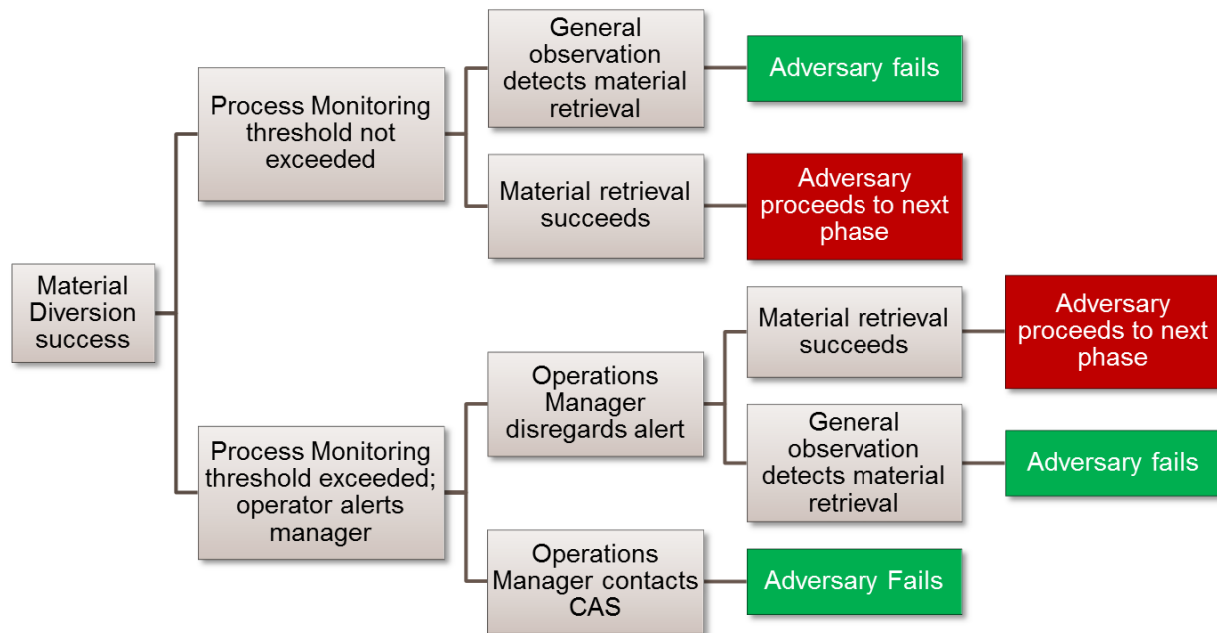 General
observation
detects material
retrieval
Adversary fails
Process Monitoring
threshold not
exceeded
Material retrieval
succeeds
Adversary
proceeds to next
phase
Material
Diversion
success
Material retrieval
succeeds
Adversary
proceeds to next
phase
Operations
Manager
disregards alert
General
observation
detects material
retrieval
Adversary fails
Process Monitoring
threshold exceeded;
operator alerts
manager
Operations
Manager contacts
CAS
Adversary Fails